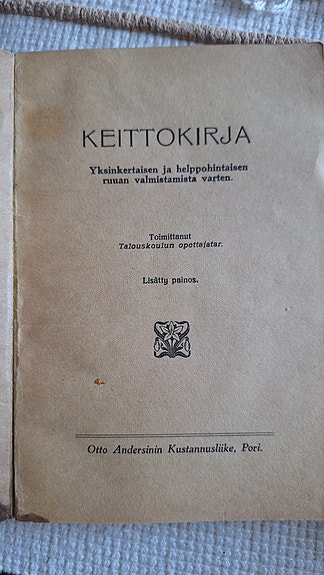 KEITTOKIRJA
Yksinkertaisen ja helppohintaisen
ruuan valmistamista varten.
Toimittanut
Talouskoulun opettajatar.
Lisätty painos.
Otto Andersinin Kustannusliike, Pori.